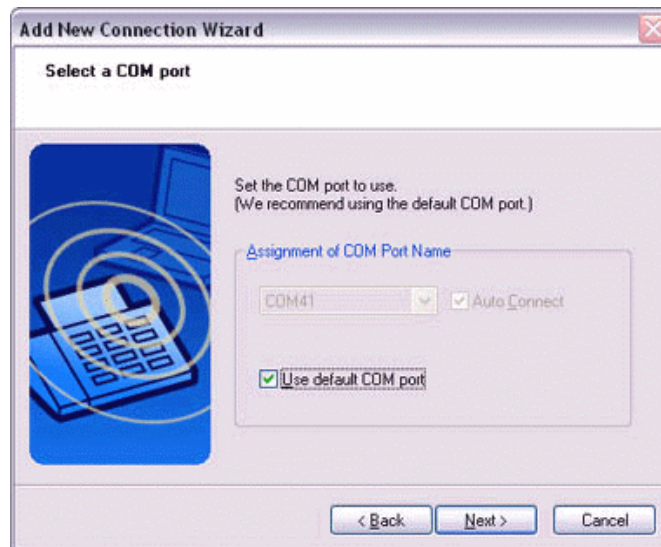 Add New Connection Wizard
Select a COM port
Set the COM port to use.
(We recommend using the default COM port.)
Assignment of COM Port Name
COM41
Auto Connect
Use default COM port
< Back
Next >
Cancel